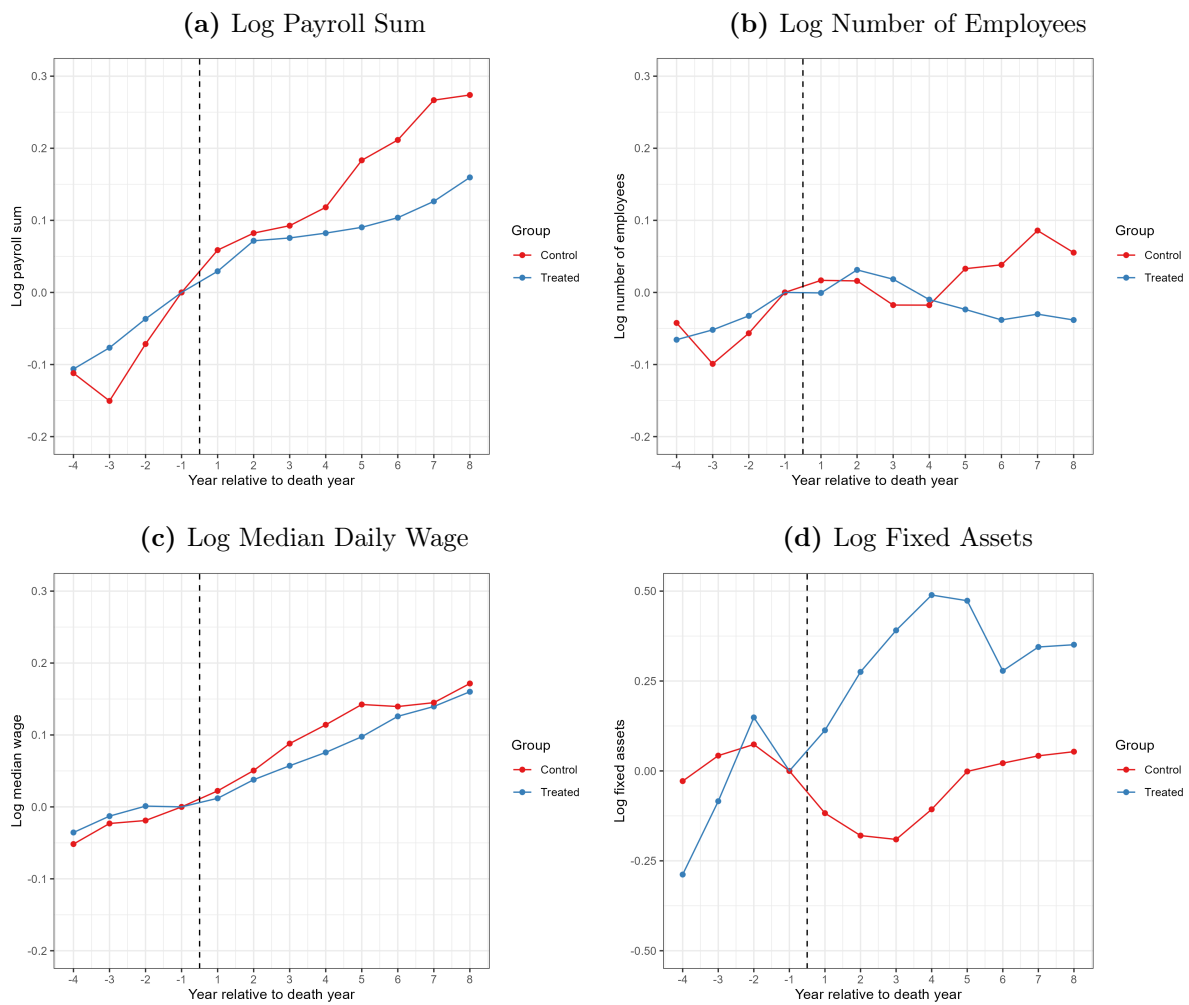 (a) Log Payroll Sum
0.3
0.2
0.1
0.0
-0.1
-0.2
-4 -3 -2 -1 1 2 3 4 5 6 7 8
Year relative to death year
Log payroll sum
Group
Control
Treated
(b) Log Number of Employees
0.3
0.2
0.1
0.0
-0.1
-0.2
-4 -3 -2 -1 1 2 3 4 5 6 7 8
Year relative to death year
Log number of employees
Group
Control
Treated
(c) Log Median Daily Wage
0.3
0.2
0.1
0.0
-0.1
-0.2
-4 -3 -2 -1 1 2 3 4 5 6 7 8
Year relative to death year
Log median wage
Group
Control
Treated
(d) Log Fixed Assets
0.50
0.25
0.00
-0.25
-0.50
-4 -3 -2 -1 1 2 3 4 5 6 7 8
Year relative to death year
Log fixed assets
Group
Control
Treated